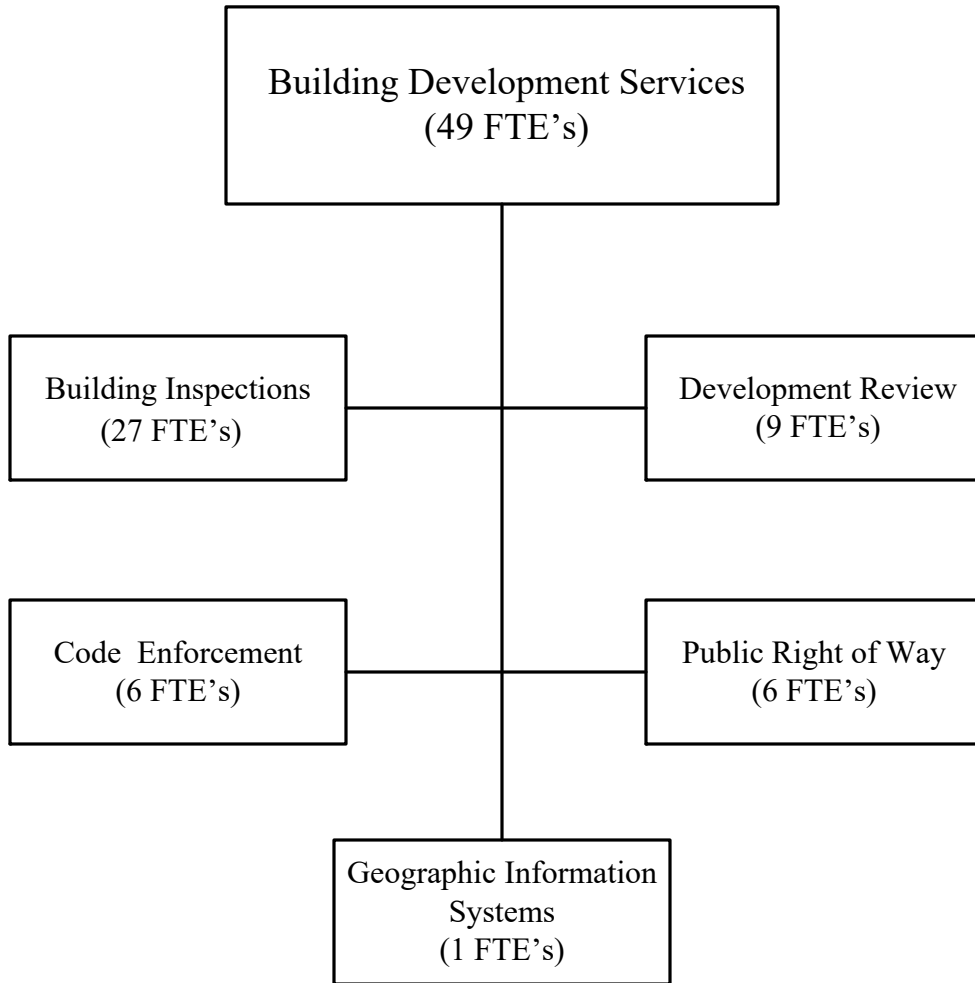 Building Development Services
(49 FTE’s)
Building Inspections
(27 FTE’s)
Development Review
(9 FTE’s)
Code  Enforcement
(6 FTE’s)
Public Right of Way
(6 FTE’s)
Geographic Information
Systems
(1 FTE’s)